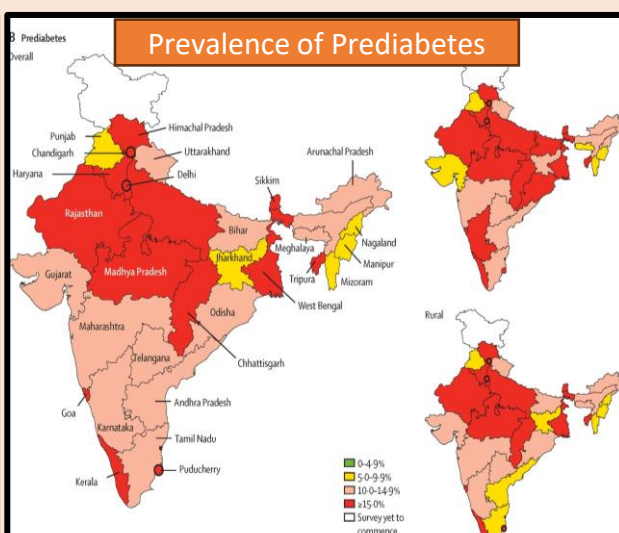 Prevalence of Prediabetes
B Prediabetes
Overall
Punjab
Himachal Pradesh
Chandigarh
Uttarakhand
Haryana
Delhi
Arunachal Pradesh
Sikkim
Rajasthan
Bihar
Meghalaya
Nagaland
Jharkhand
Manipur
Gujarat
Madhya Pradesh
Tripura
Mizoram
West Bengal
Odisha
Maharashtra
Rural
Telangana
Chhattisgarh
Goa
Andhra Pradesh
Karnataka
Tamil Nadu
Kerala
Puducherry
0–4·9%
5·0–9·9%
10·0–14·9%
≥15·0%
Survey yet to
commence